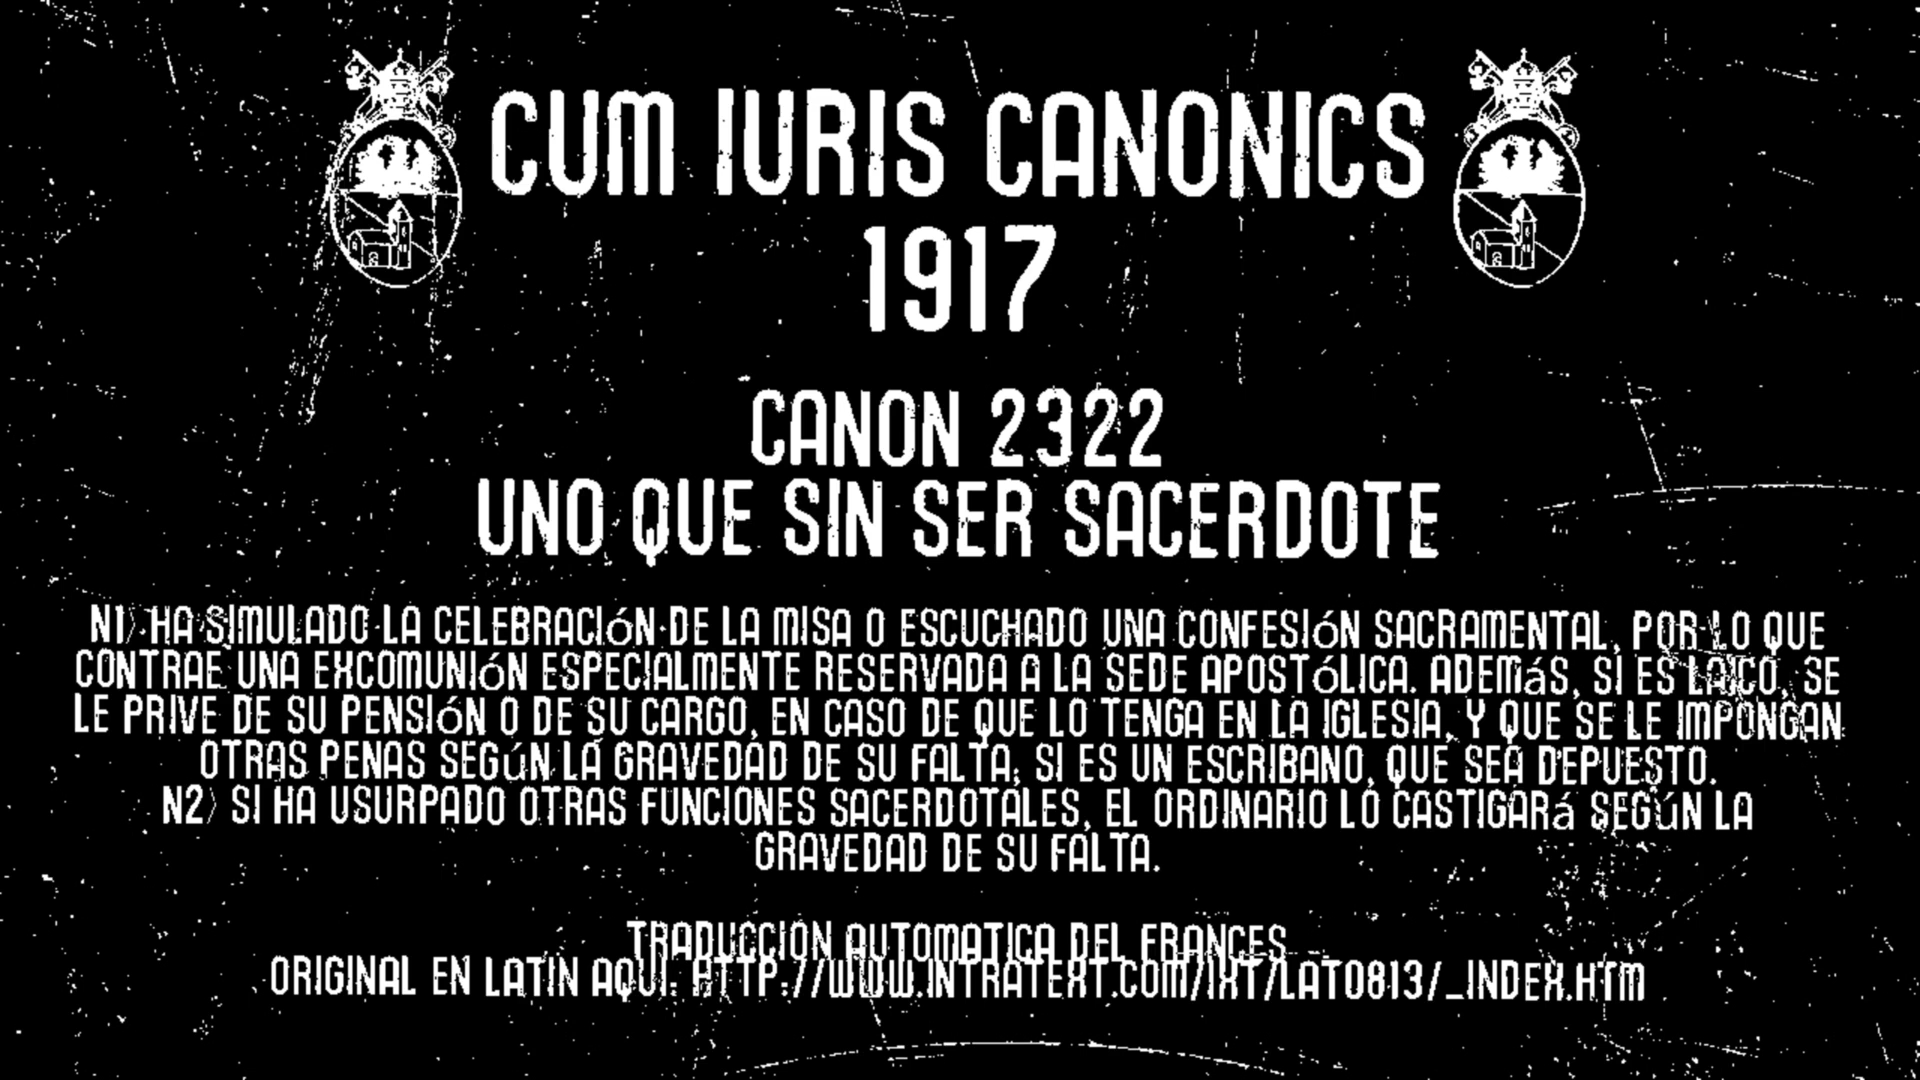 CUM IURIS CANONICS
1917
CANON 2322
UNO QUE SIN SER SACERDOTE
N1) HA SIMULADO LA CELEBRACIÓN DE LA MISA O ESCUCHADO UNA CONFESIÓN SACRAMENTAL, POR LO QUE
CONTRAE UNA EXCOMUNIÓN ESPECIALMENTE RESERVADA A LA SEDE APOSTÓLICA. ADEMÁS, SI ES LAICO, SE
LE PRIVE DE SU PENSIÓN O DE SU CARGO, EN CASO DE QUE LO TENGA EN LA IGLESIA, Y QUE SE LE IMPONGAN
OTRAS PENAS SEGÚN LA GRAVEDAD DE SU FALTA; SI ES UN ESCRIBANO, QUE SEA DEPUESTO.
N2) SI HA USURPADO OTRAS FUNCIONES SACERDOTALES, EL ORDINARIO LO CASTIGARÁ SEGÚN LA
GRAVEDAD DE SU FALTA.
TRADUCCION AUTOMATICA DEL FRANCES
ORIGINAL EN LATIN AQUI: HTTP://WWW.INTRATEXT.COM/IXT/LAT0813/_INDEX.HTM